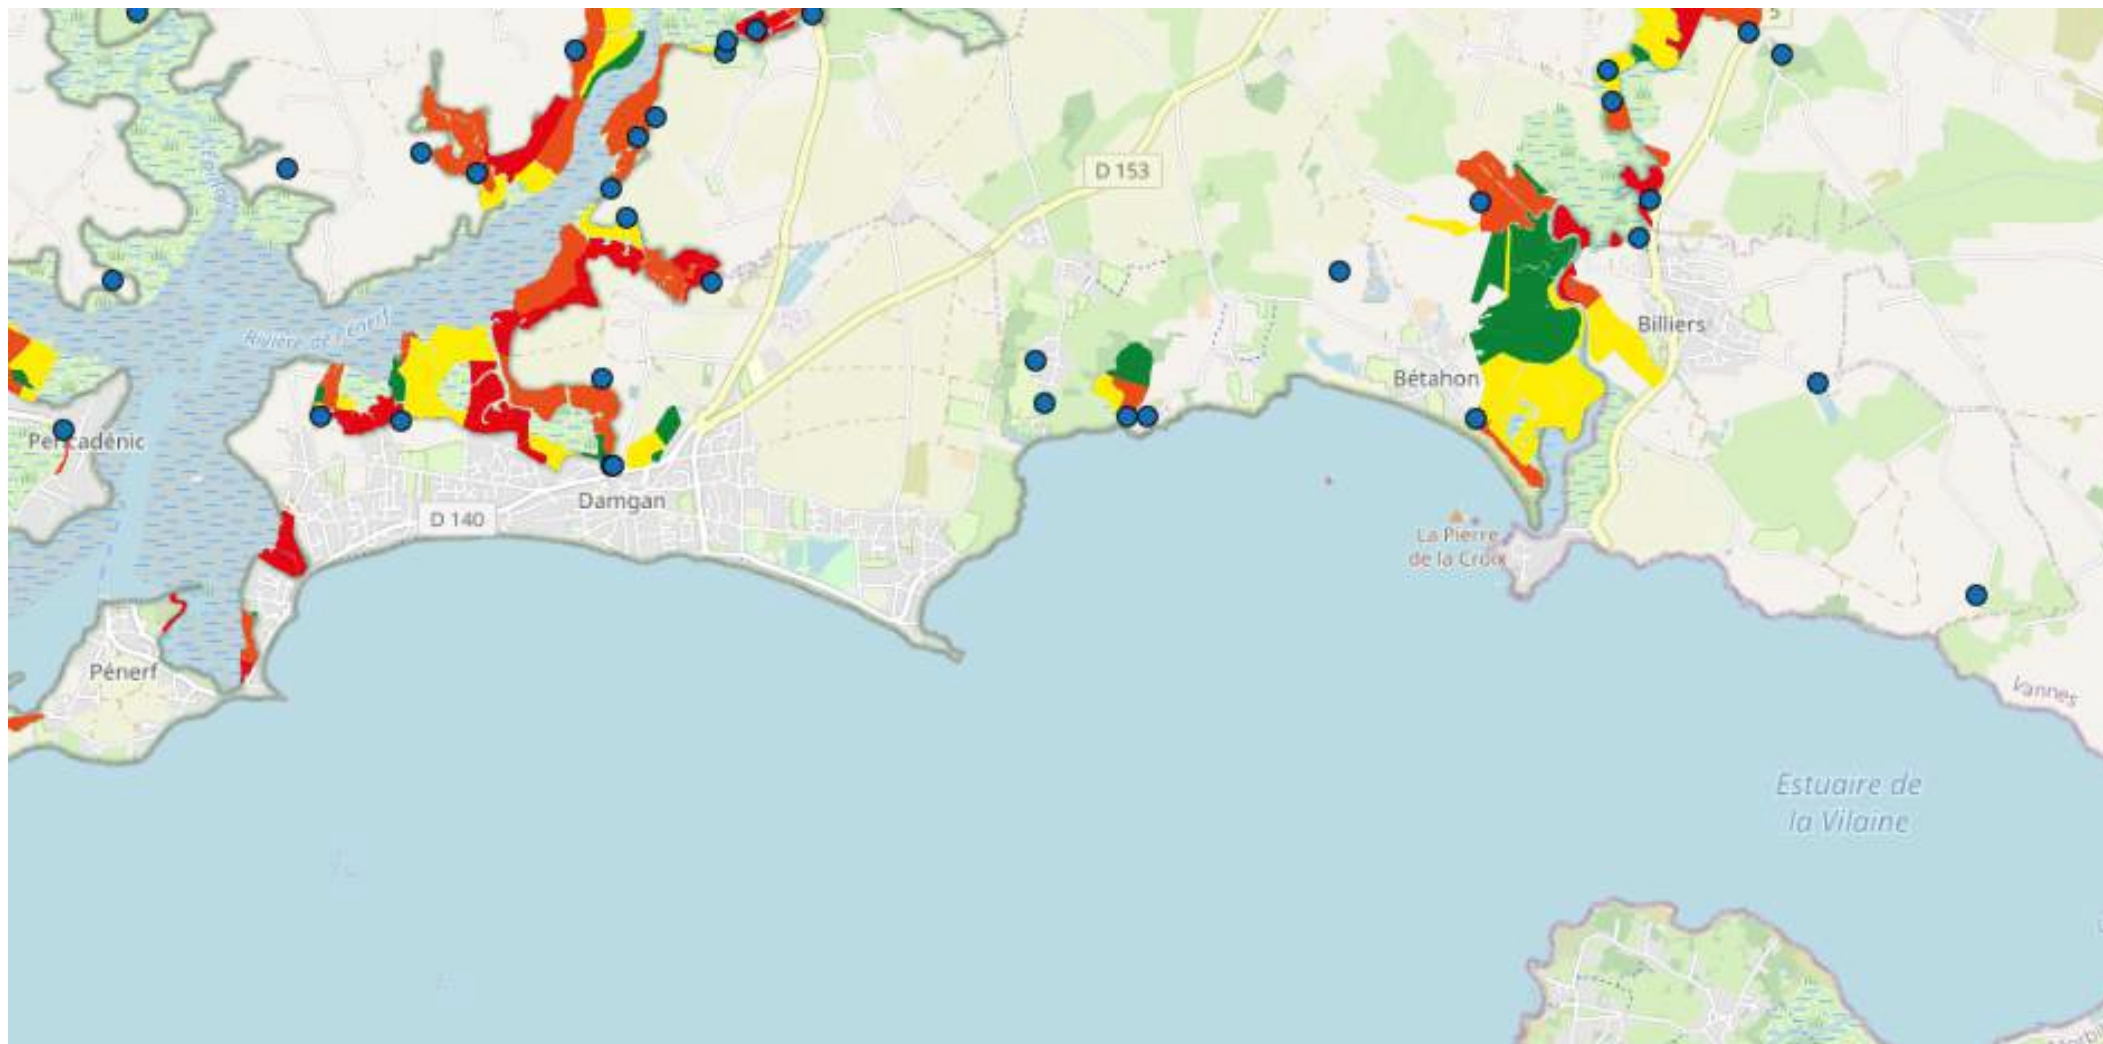 D 153
Rivière de Pénerf
Billiers
Bétahon
Damgan
D 140
La Pierre
de la Croix
Pénerf
Vannes
Estuaire de
la Vilaine